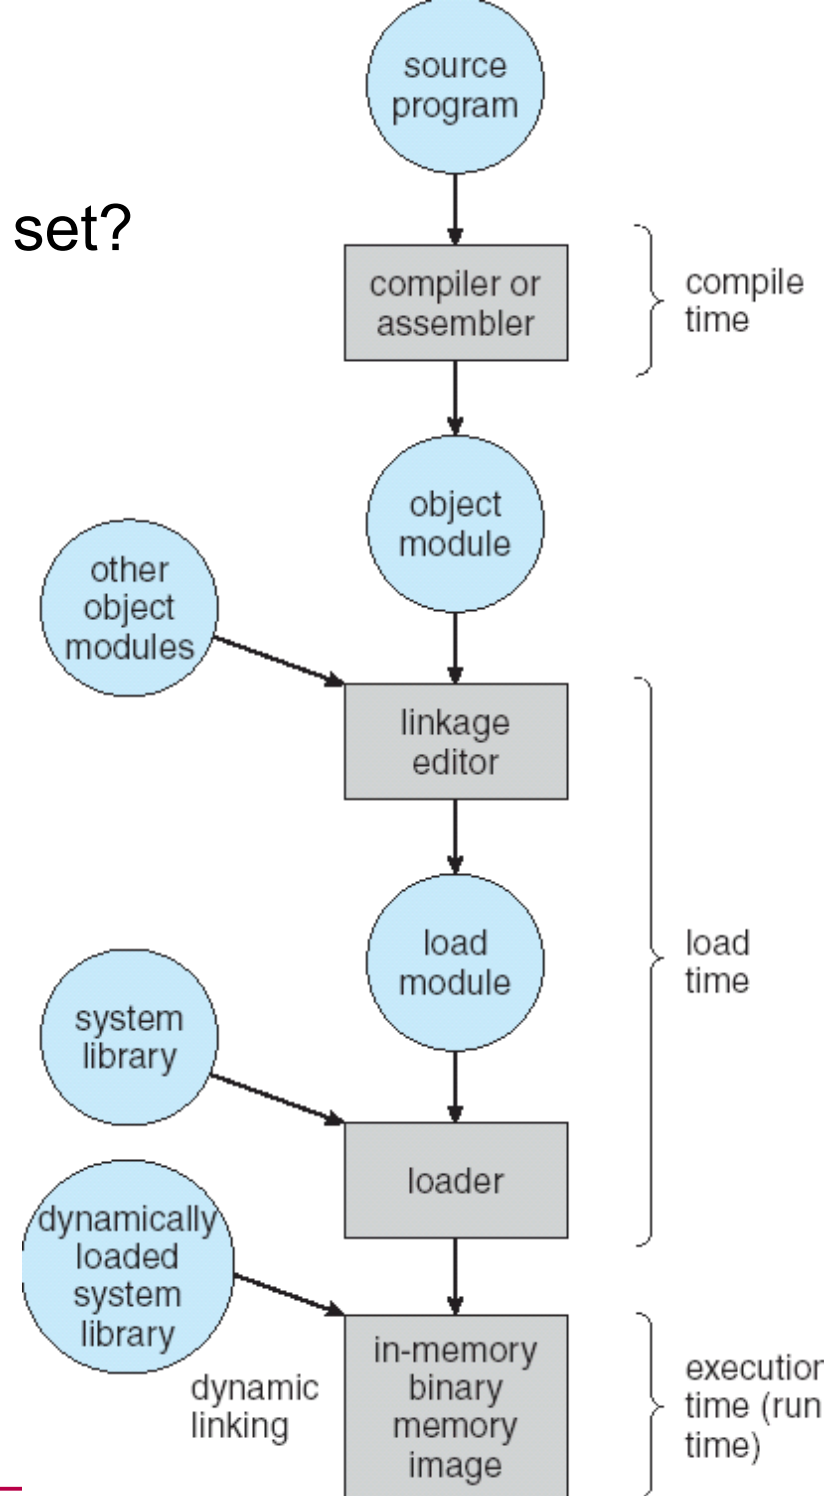 source
program
set?
compiler or
assembler
compile
time
object
module
other
object
modules
linkage
editor
load
module
load
time
system
library
loader
dynamically
loaded
system
library
in-memory
binary
memory
image
dynamic
linking
execution
time (run
time)